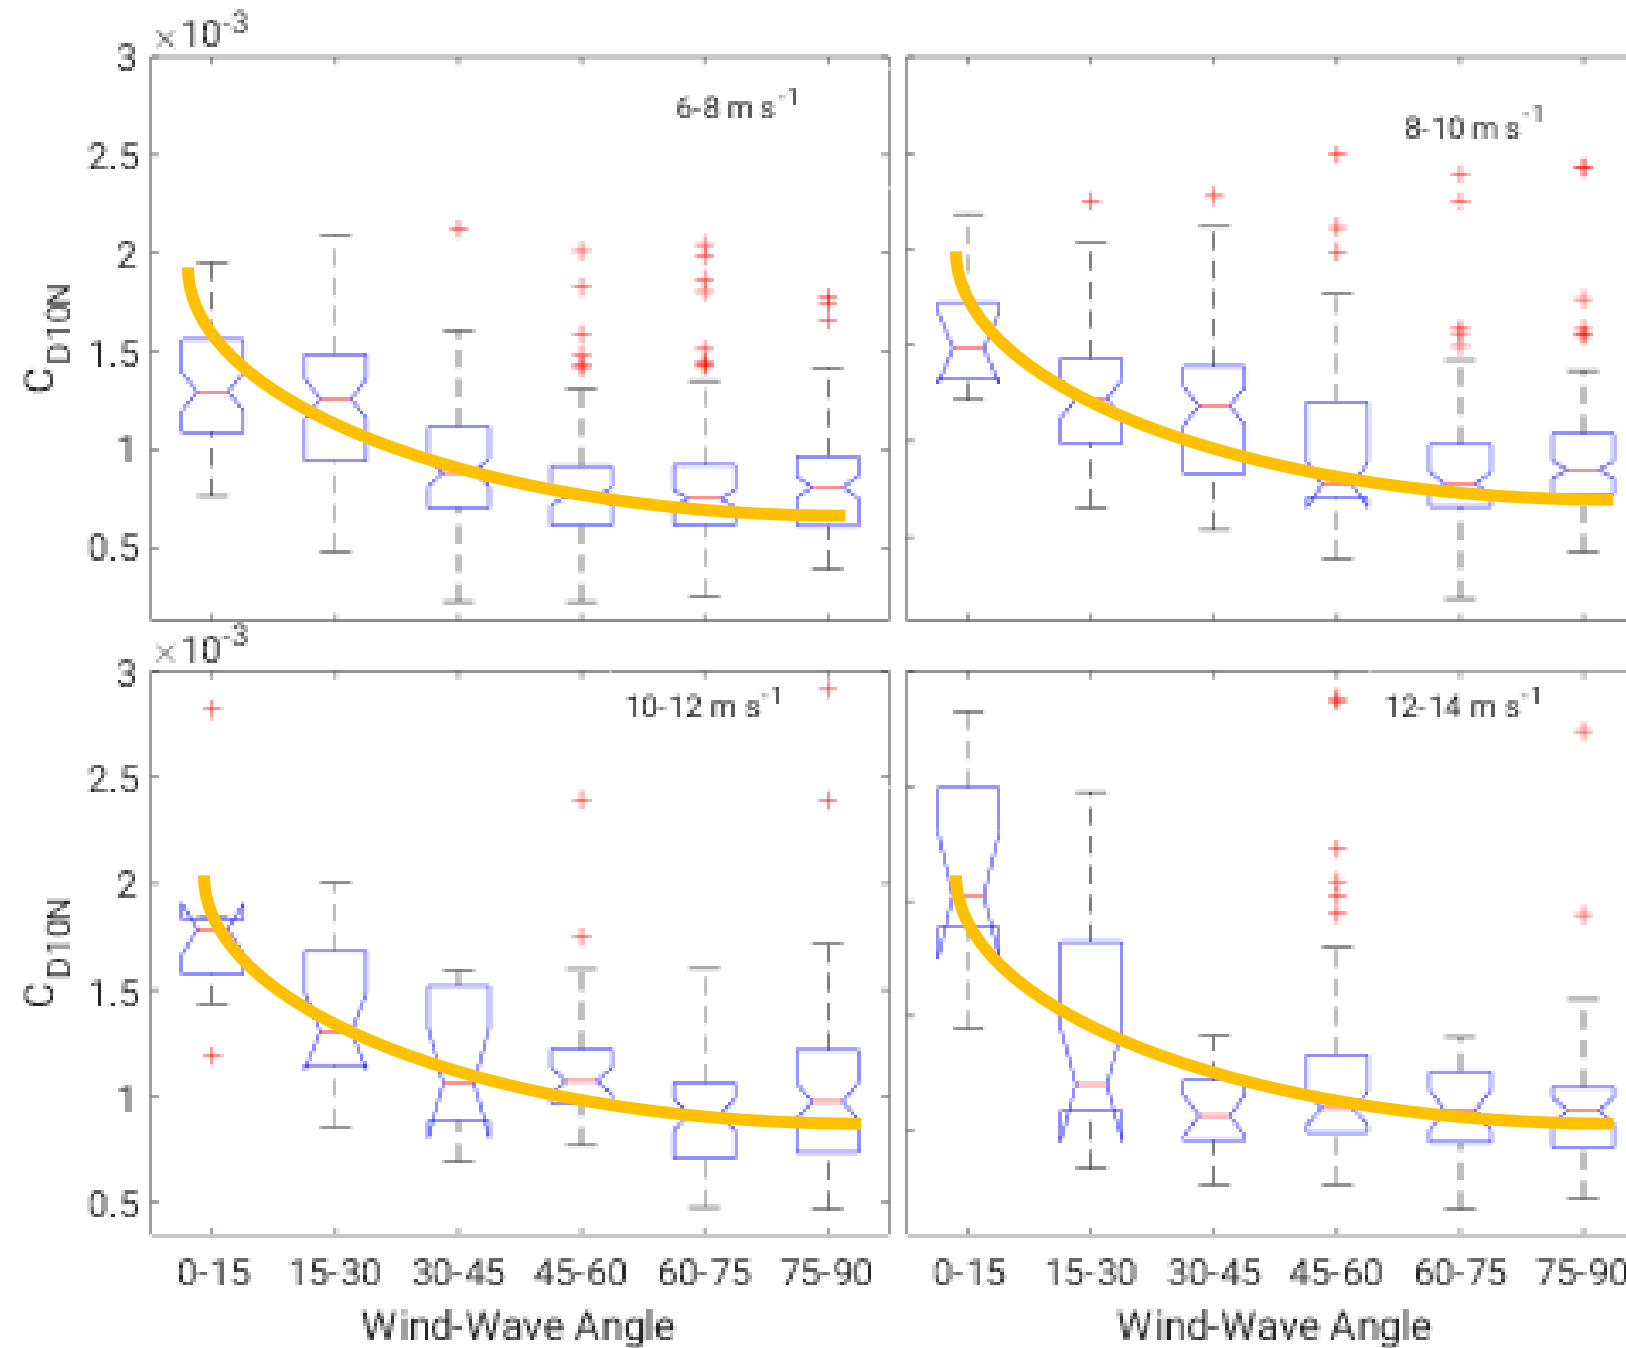 ×10⁻³
3
6-8 m s⁻¹
8-10 m s⁻¹
2.5
2
1.5
1
0.5
C_D10N
×10⁻³
3
10-12 m s⁻¹
12-14 m s⁻¹
2.5
2
1.5
1
0.5
C_D10N
0-15 15-30 30-45 45-60 60-75 75-90 0-15 15-30 30-45 45-60 60-75 75-90
Wind-Wave Angle Wind-Wave Angle